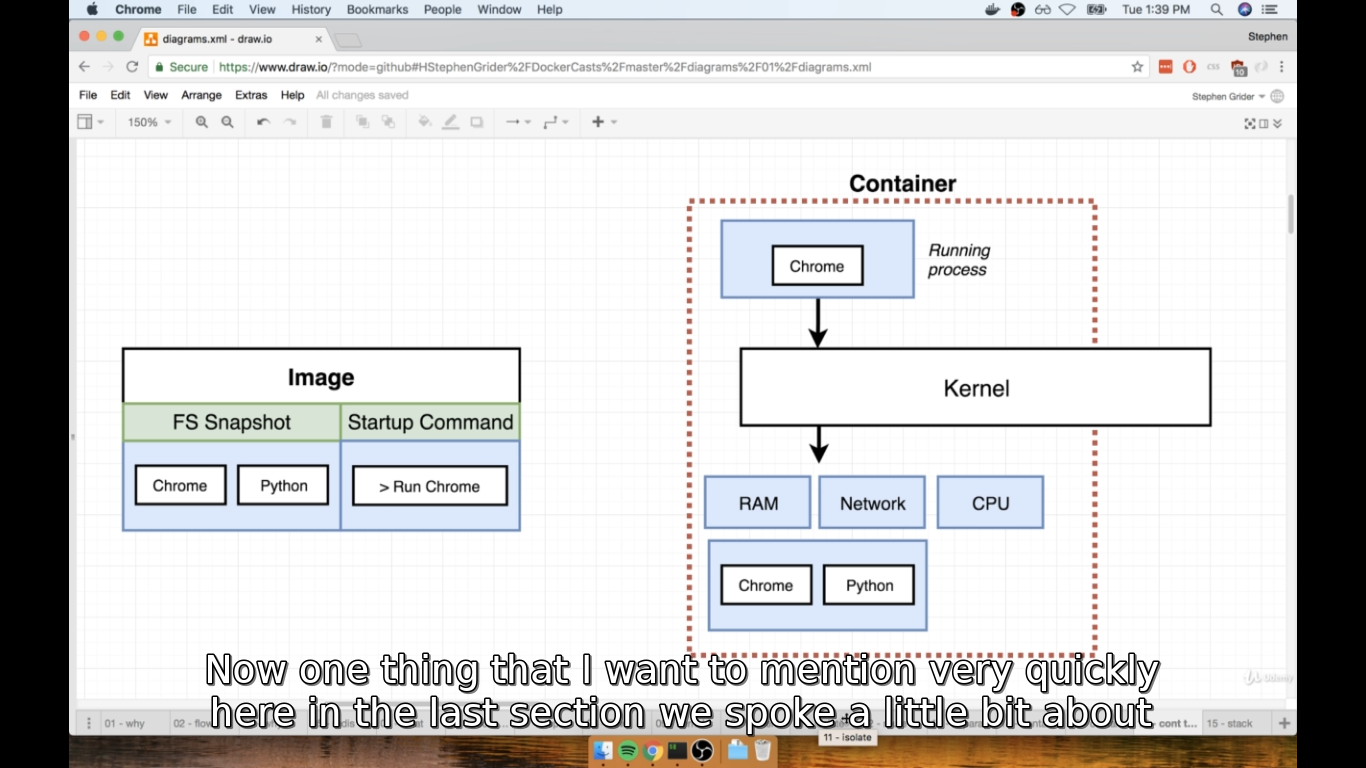 Chrome File Edit View History Bookmarks People Window Help Tue 1:39 PM
diagrams.xml - draw.io × Stephen
Secure https://www.draw.io/?mode=github#HStephenGrider%2FDockerCasts%2Fmaster%2Fdiagrams%2F01%2Fdiagrams.xml 10
File Edit View Arrange Extras Help All changes saved Stephen Grider
150%
Container
Chrome
Running
process
Image
Kernel
FS Snapshot Startup Command
Chrome Python > Run Chrome
RAM Network CPU
Chrome Python
Now one thing that I want to mention very quickly
here in the last section we spoke a little bit about
Udemy
01 - why 02 - flow cont t... 15 - stack
11 - isolate